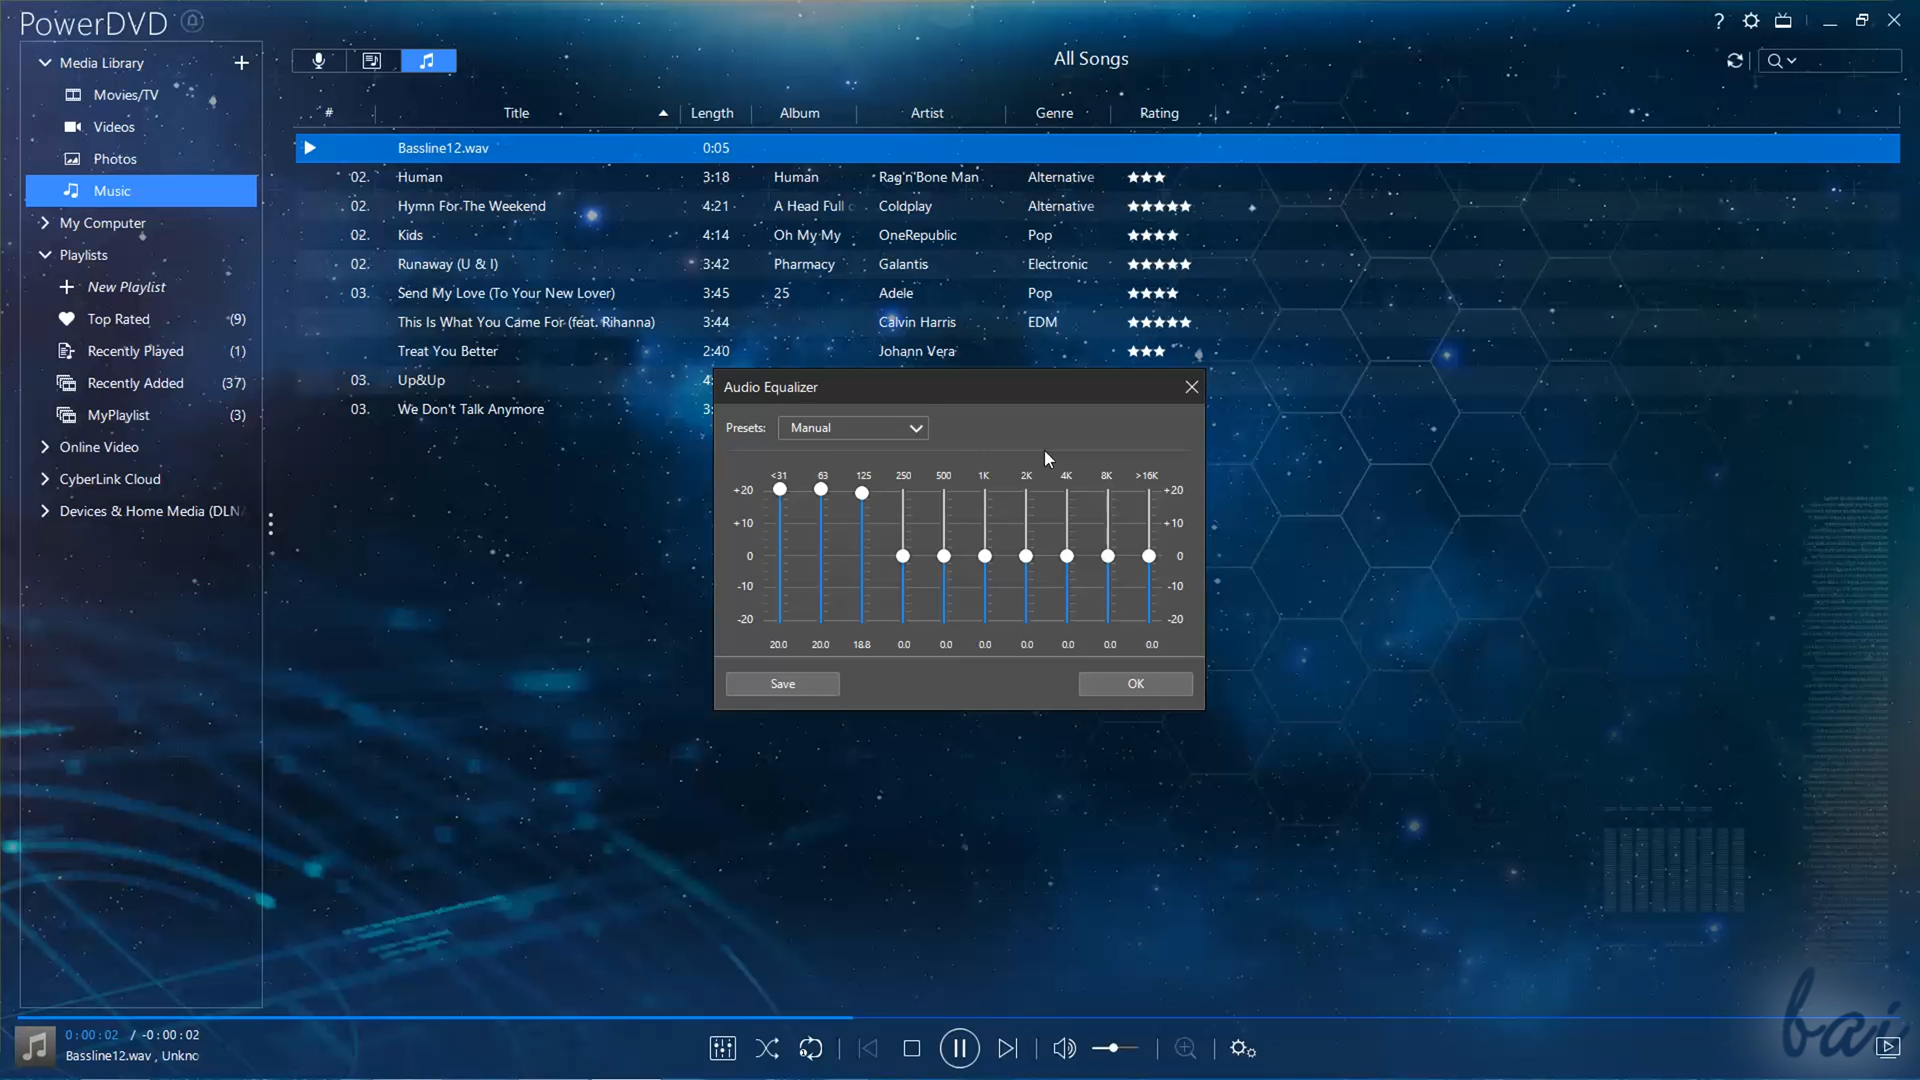 PowerDVD
Media Library
Movies/TV
Videos
Photos
Music
My Computer
Playlists
New Playlist
Top Rated (9)
Recently Played (1)
Recently Added (37)
MyPlaylist (3)
Online Video
CyberLink Cloud
Devices & Home Media (DLNA
All Songs
# Title Length Album Artist Genre Rating
Bassline12.wav 0:05
02. Human 3:18 Human Rag'n'Bone Man Alternative ★★★
02. Hymn For The Weekend 4:21 A Head Full Coldplay Alternative ★★★★★
02. Kids 4:14 Oh My My OneRepublic Pop ★★★★
02. Runaway (U & I) 3:42 Pharmacy Galantis Electronic ★★★★★
03. Send My Love (To Your New Lover) 3:45 25 Adele Pop ★★★★
This Is What You Came For (feat. Rihanna) 3:44 Calvin Harris EDM ★★★★★
Treat You Better 2:40 Johann Vera ★★★
03. Up&Up 4:
03. We Don't Talk Anymore 3:
Audio Equalizer
Presets: Manual
<31 63 125 250 500 1K 2K 4K 8K >16K
+20 +20
+10 +10
0 0
-10 -10
-20 -20
20.0 20.0 18.8 0.0 0.0 0.0 0.0 0.0 0.0 0.0
Save OK
0:00:02 / -0:00:02
Bassline12.wav , Unkno
bai